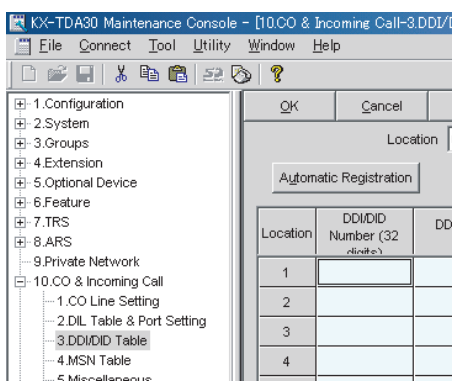 KX-TDA30 Maintenance Console - [10.CO & Incoming Call-3.DDI/
File Connect Tool Utility Window Help
OK Cancel
Location
Automatic Registration
Location DDI/DID Number (32 digits) DD
1
2
3
4
1.Configuration
2.System
3.Groups
4.Extension
5.Optional Device
6.Feature
7.TRS
8.ARS
9.Private Network
10.CO & Incoming Call
1.CO Line Setting
2.DIL Table & Port Setting
3.DDI/DID Table
4.MSN Table
5.Miscellaneous